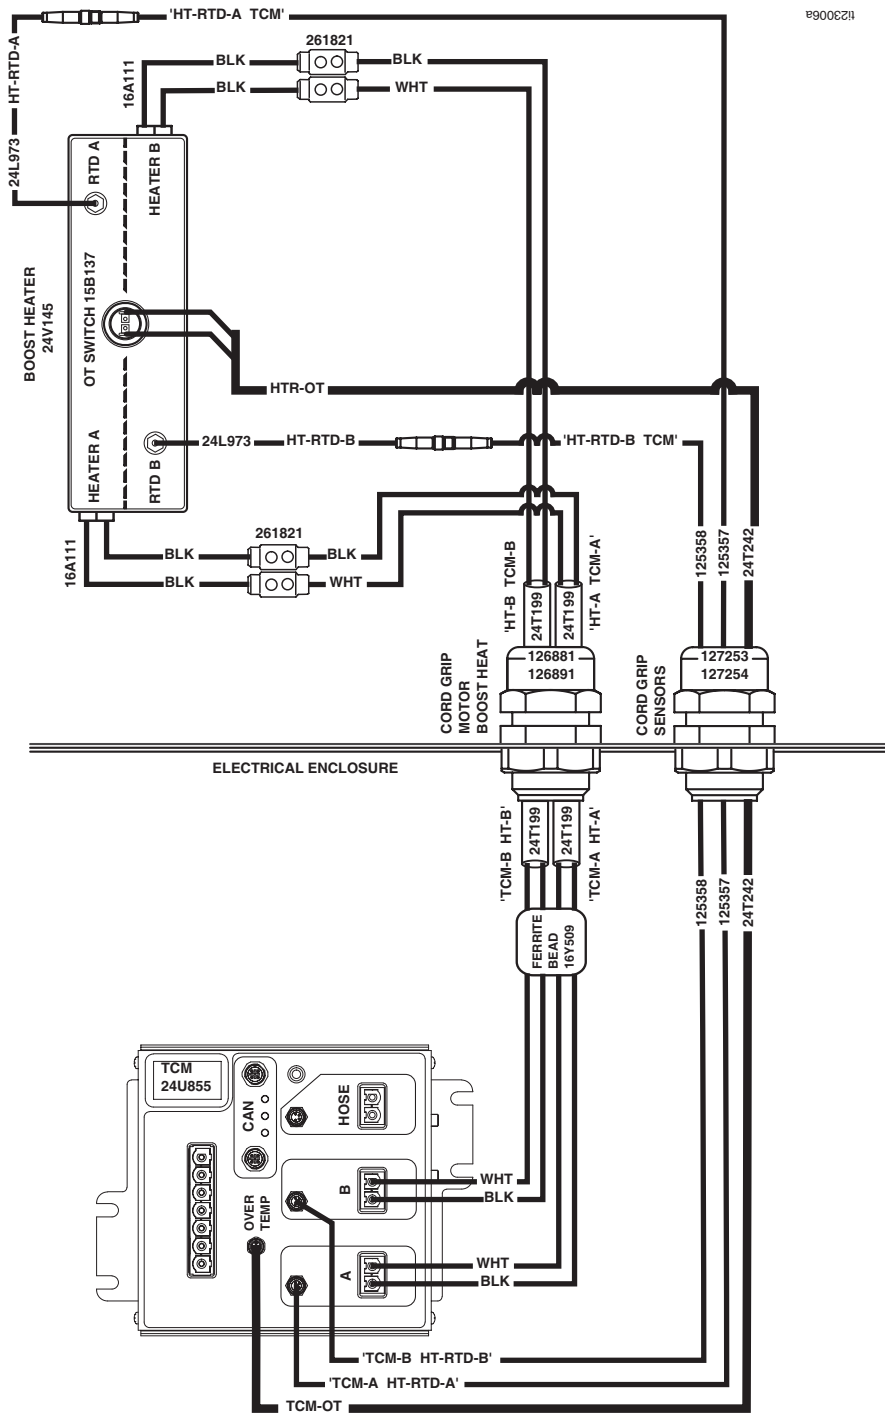 'HT-RTD-A TCM'
ti23006a
HT-RTD-A
24L973
16A111
BLK
261821
BLK
BLK
WHT
BOOST HEATER
24V145
RTD A
HEATER B
OT SWITCH 15B137
HEATER A
RTD B
HTR-OT
24L973
HT-RTD-B
'HT-RTD-B TCM'
16A111
BLK
261821
BLK
BLK
WHT
'HT-B TCM-B
24T199
24T199
'HT-A TCM-A'
125358
125357
24T242
CORD GRIP
MOTOR
BOOST HEAT
126881
126891
CORD GRIP
SENSORS
127253
127254
ELECTRICAL ENCLOSURE
'TCM-B HT-B'
24T199
24T199
'TCM-A HT-A'
125358
125357
24T242
FERRITE
BEAD
16Y509
TCM
24U855
CAN
HOSE
B
WHT
BLK
OVER
TEMP
A
WHT
BLK
'TCM-B HT-RTD-B'
'TCM-A HT-RTD-A'
TCM-OT